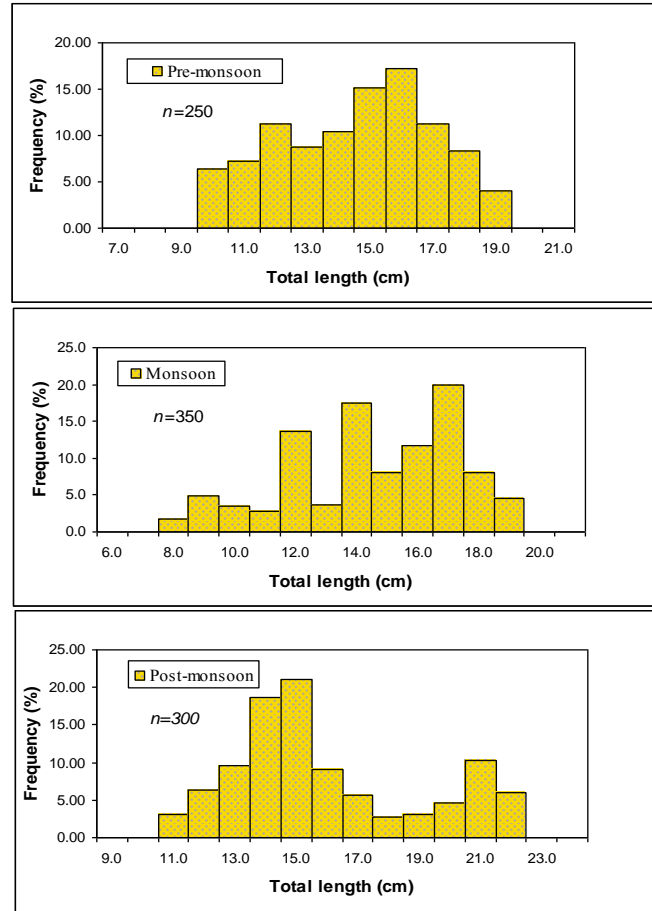 20.00
Pre-monsoon
15.00
n=250
10.00
5.00
0.00
Frequency (%)
7.0 9.0 11.0 13.0 15.0 17.0 19.0 21.0
Total length (cm)
25.0
Monsoon
20.0
n=350
15.0
10.0
5.0
0.0
Frequency (%)
6.0 8.0 10.0 12.0 14.0 16.0 18.0 20.0
Total length (cm)
25.00
Post-monsoon
20.00
n=300
15.00
10.00
5.00
0.00
Frequency (%)
9.0 11.0 13.0 15.0 17.0 19.0 21.0 23.0
Total length (cm)